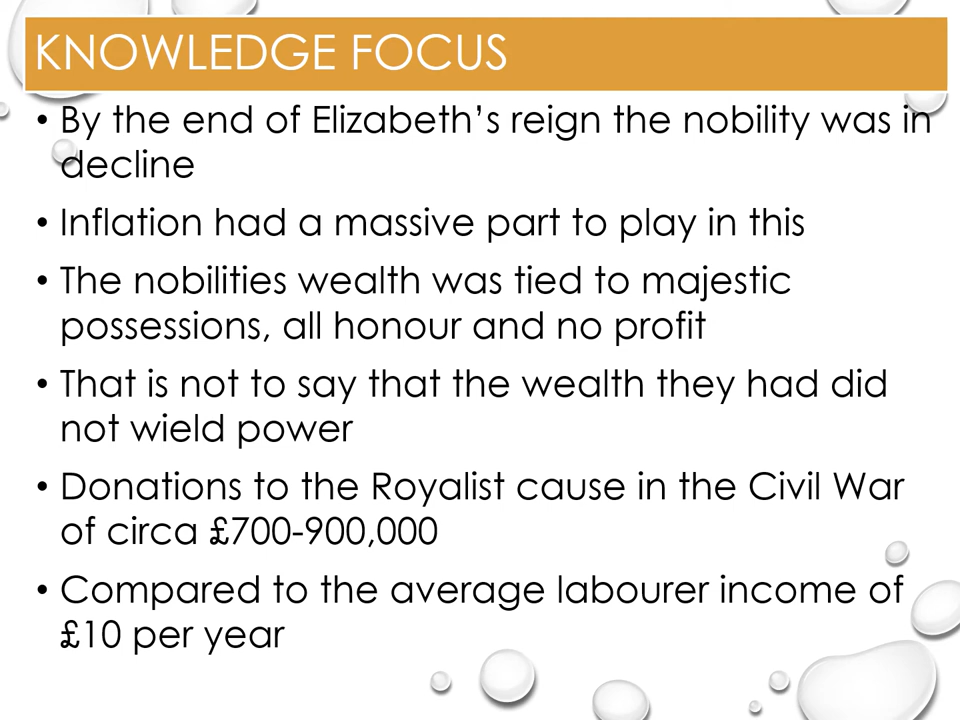 KNOWLEDGE FOCUS
• By the end of Elizabeth’s reign the nobility was in
decline
• Inflation had a massive part to play in this
• The nobilities wealth was tied to majestic
possessions, all honour and no profit
• That is not to say that the wealth they had did
not wield power
• Donations to the Royalist cause in the Civil War
of circa £700-900,000
• Compared to the average labourer income of
£10 per year